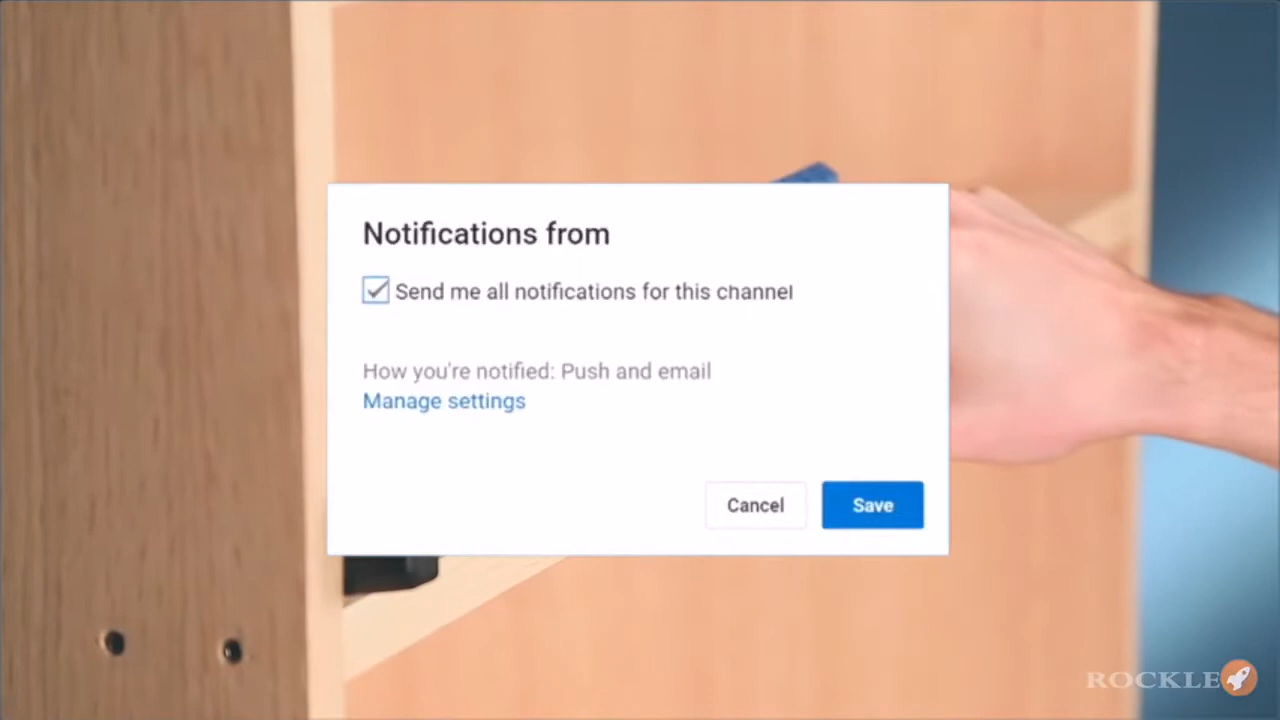 Notifications from
Send me all notifications for this channel
How you're notified: Push and email
Manage settings
Cancel
Save
ROCKLE